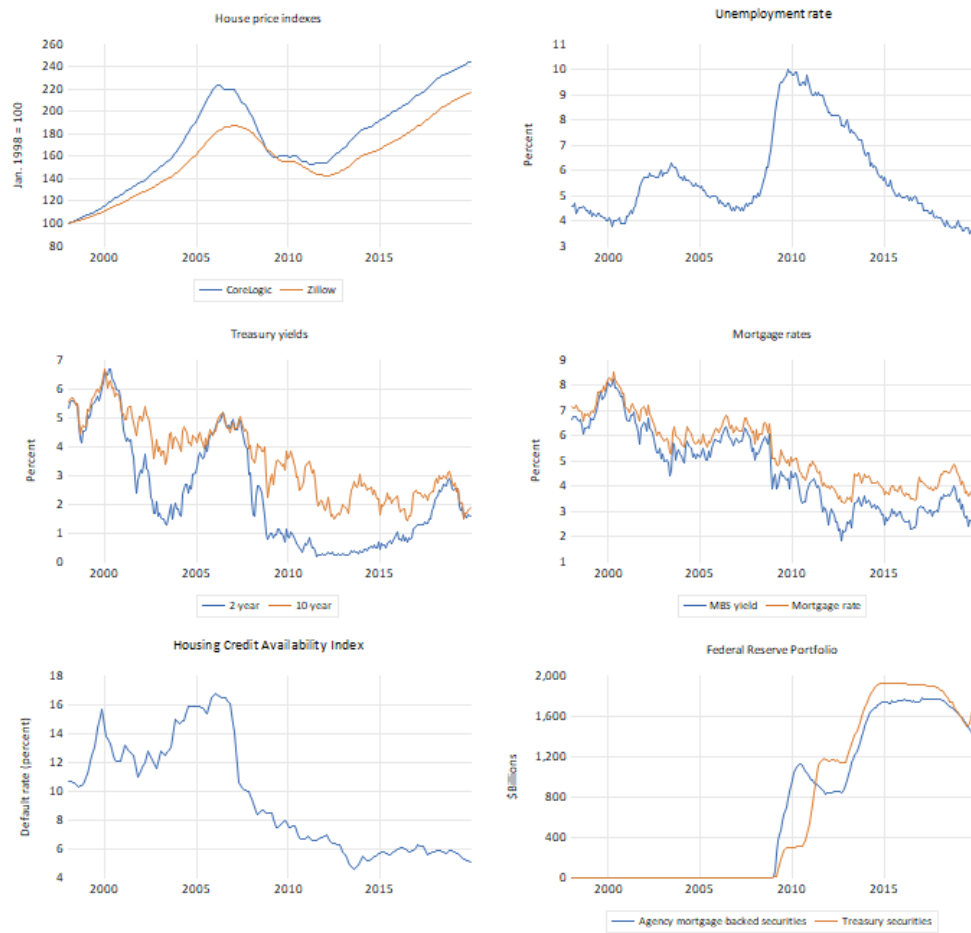 House price indexes
Jan. 1998 = 100
260
240
220
200
180
160
140
120
100
80
2000 2005 2010 2015
CoreLogic Zillow
Unemployment rate
Percent
11
10
9
8
7
6
5
4
3
2000 2005 2010 2015
Treasury yields
Percent
7
6
5
4
3
2
1
0
2000 2005 2010 2015
2 year 10 year
Mortgage rates
Percent
9
8
7
6
5
4
3
2
1
2000 2005 2010 2015
MBS yield Mortgage rate
Housing Credit Availability Index
Default rate (percent)
18
16
14
12
10
8
6
4
2000 2005 2010 2015
Federal Reserve Portfolio
$Billions
2,000
1,600
1,200
800
400
0
2000 2005 2010 2015
Agency mortgage-backed securities Treasury securities